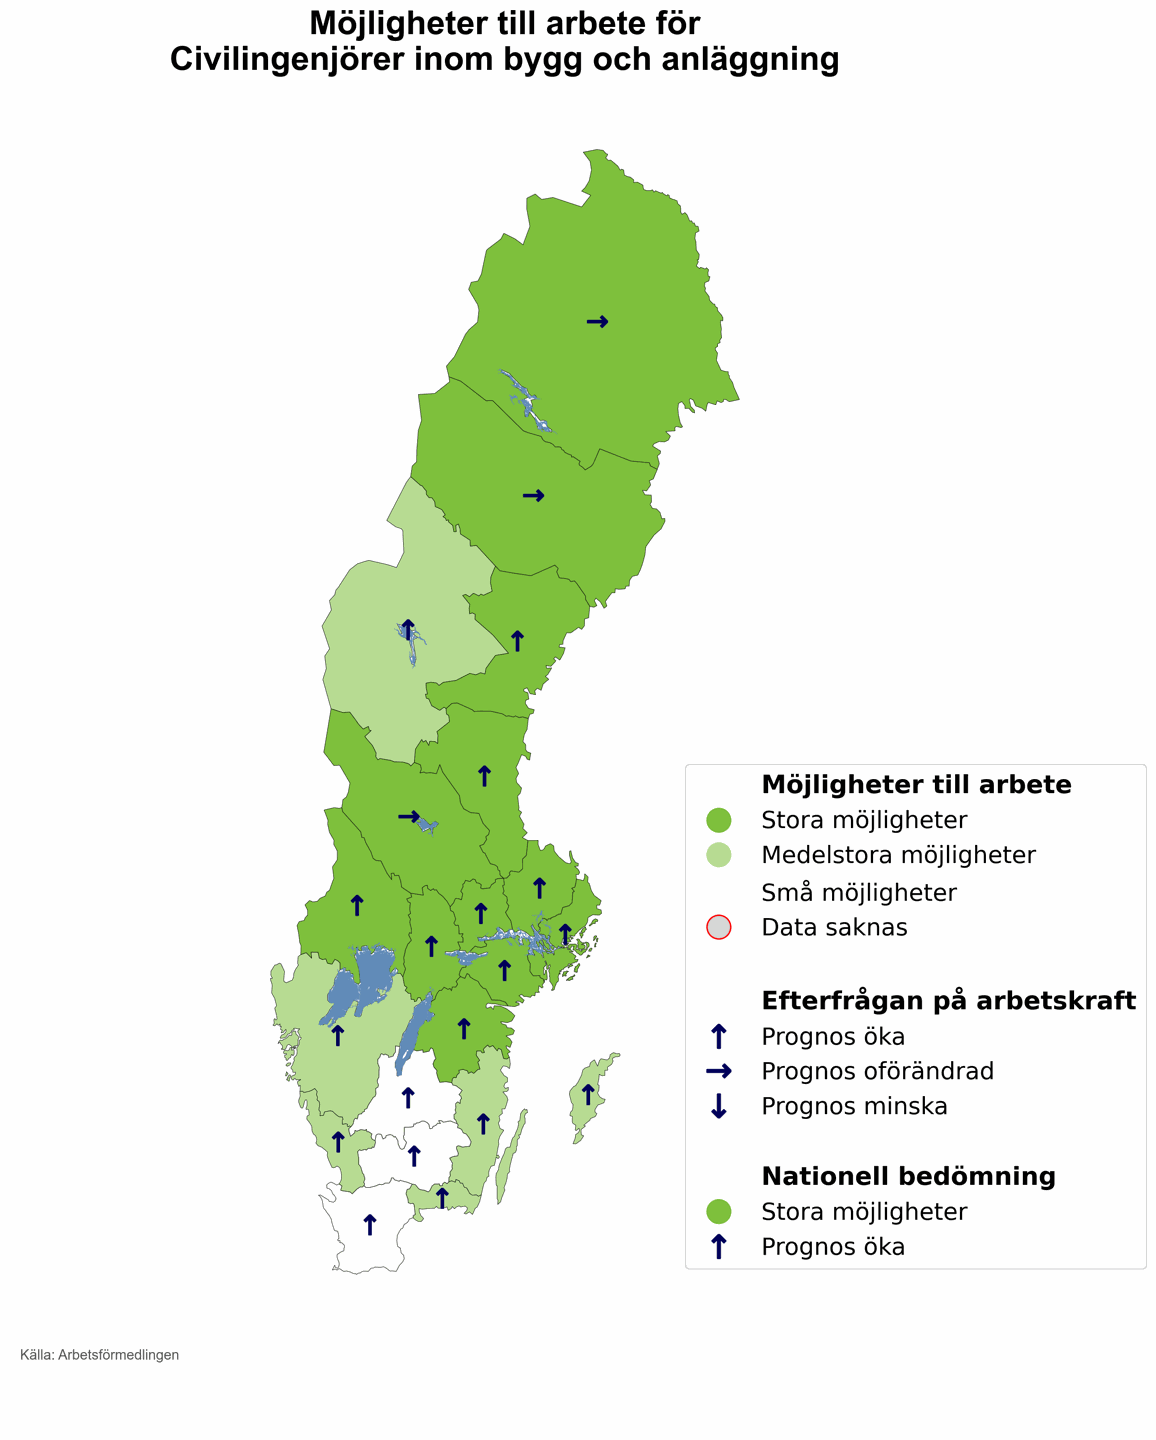 Möjligheter till arbete för
Civilingenjörer inom bygg och anläggning
Möjligheter till arbete
Stora möjligheter
Medelstora möjligheter
Små möjligheter
Data saknas
Efterfrågan på arbetskraft
Prognos öka
Prognos oförändrad
Prognos minska
Nationell bedömning
Stora möjligheter
Prognos öka
Källa: Arbetsförmedlingen